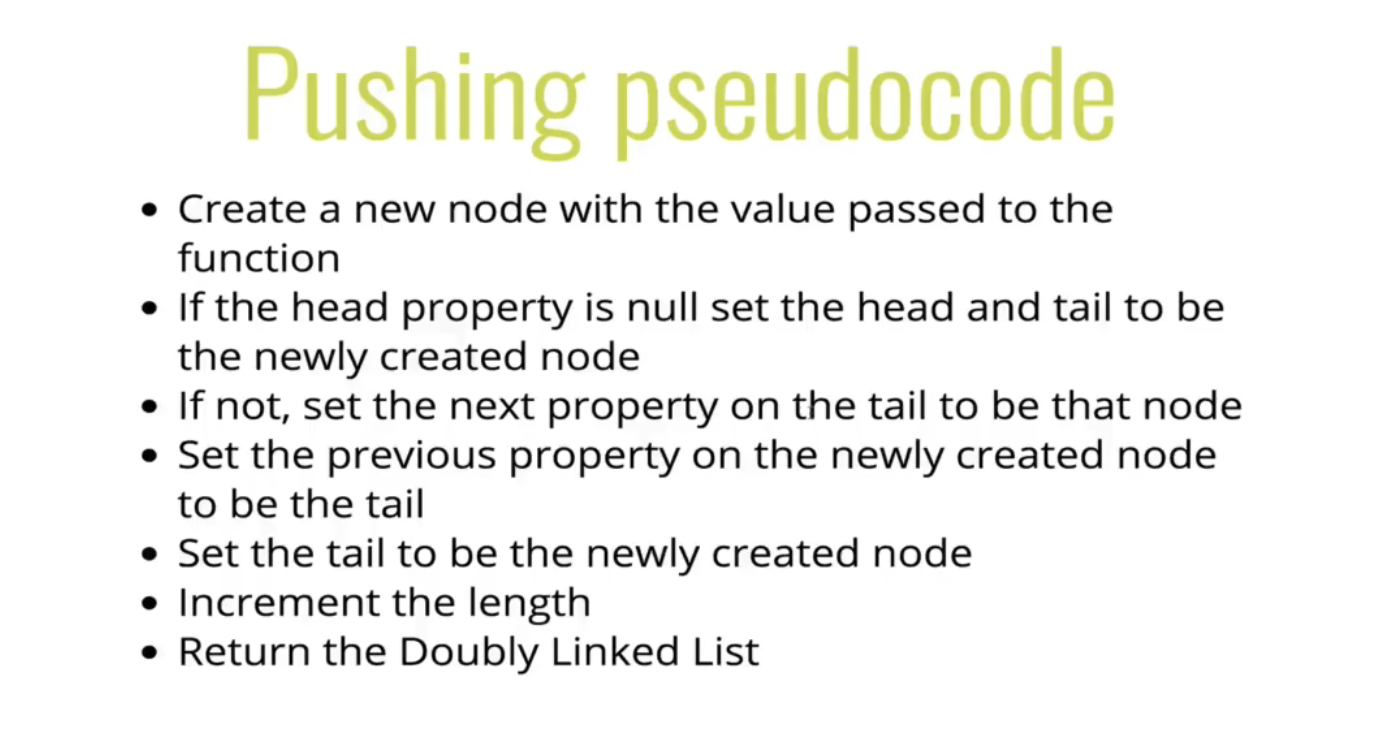 Pushing pseudocode
• Create a new node with the value passed to the
function
• If the head property is null set the head and tail to be
the newly created node
• If not, set the next property on the tail to be that node
• Set the previous property on the newly created node
to be the tail
• Set the tail to be the newly created node
• Increment the length
• Return the Doubly Linked List